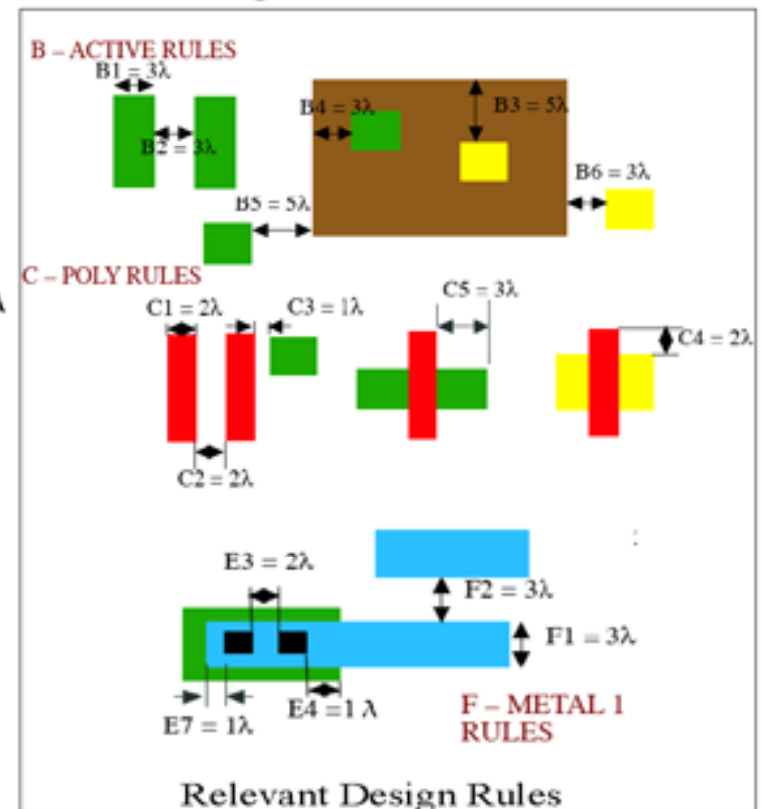 B – ACTIVE RULES
B1 = 3λ
B4 = 3λ
B3 = 5λ
B2 = 3λ
B6 = 3λ
B5 = 5λ
C – POLY RULES
C5 = 3λ
C1 = 2λ
C3 = 1λ
C4 = 2λ
C2 = 2λ
E3 = 2λ
F2 = 3λ
F1 = 3λ
E4 =1 λ
E7 = 1λ
F – METAL 1
RULES
Relevant Design Rules